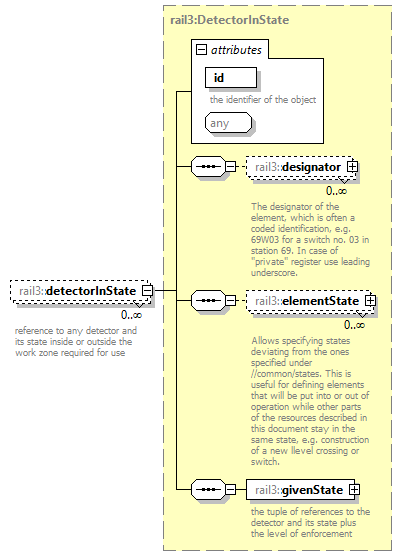 rail3:DetectorInState
attributes
id
the identifier of the object
any
rail3::designator
0..∞
The designator of the
element, which is often a
coded identification, e.g.
69W03 for a switch no. 03 in
station 69. In case of
"private" register use leading
underscore.
rail3::detectorInState
0..∞
reference to any detector and
its state inside or outside the
work zone required for use
rail3::elementState
0..∞
Allows specifying states
deviating from the ones
specified under
//common/states. This is
useful for defining elements
that will be put into or out of
operation while other parts
of the resources described in
this document stay in the
same state, e.g. construction
of a new llevel crossing or
switch.
rail3::givenState
the tuple of references to the
detector and its state plus
the level of enforcement